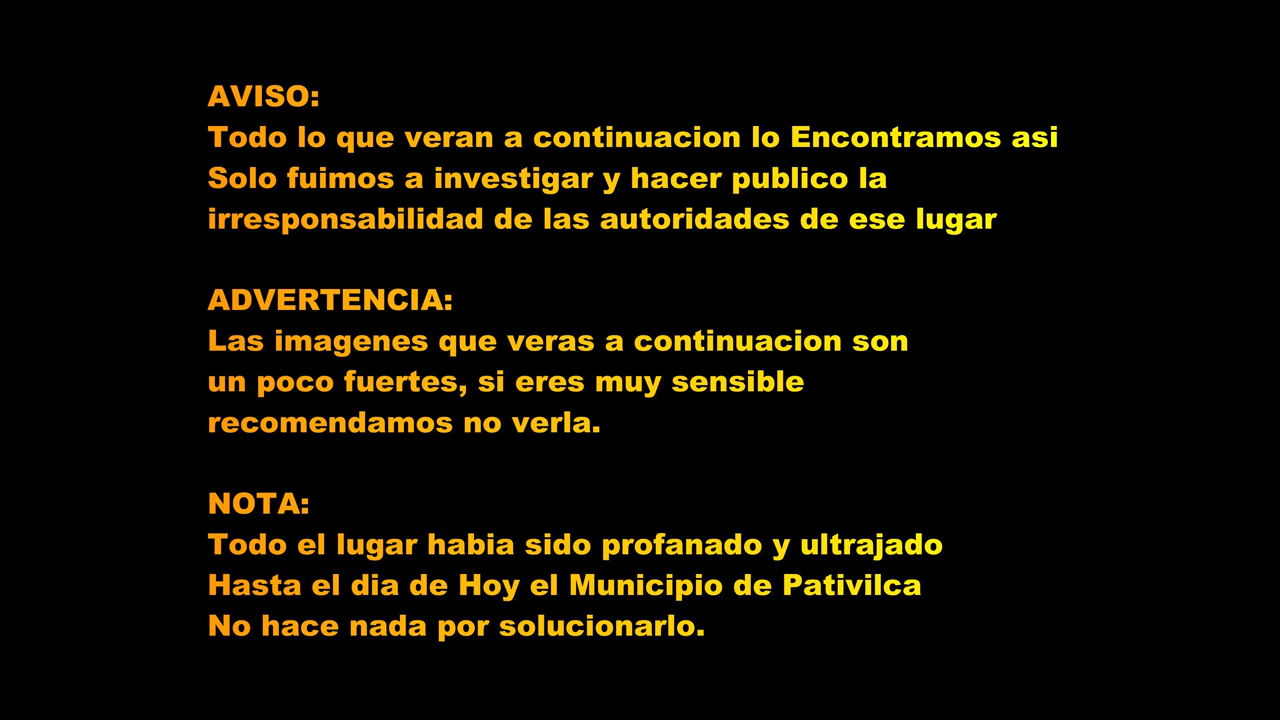 AVISO:
Todo lo que veran a continuacion lo Encontramos asi
Solo fuimos a investigar y hacer publico la
irresponsabilidad de las autoridades de ese lugar
ADVERTENCIA:
Las imagenes que veras a continuacion son
un poco fuertes, si eres muy sensible
recomendamos no verla.
NOTA:
Todo el lugar habia sido profanado y ultrajado
Hasta el dia de Hoy el Municipio de Pativilca
No hace nada por solucionarlo.